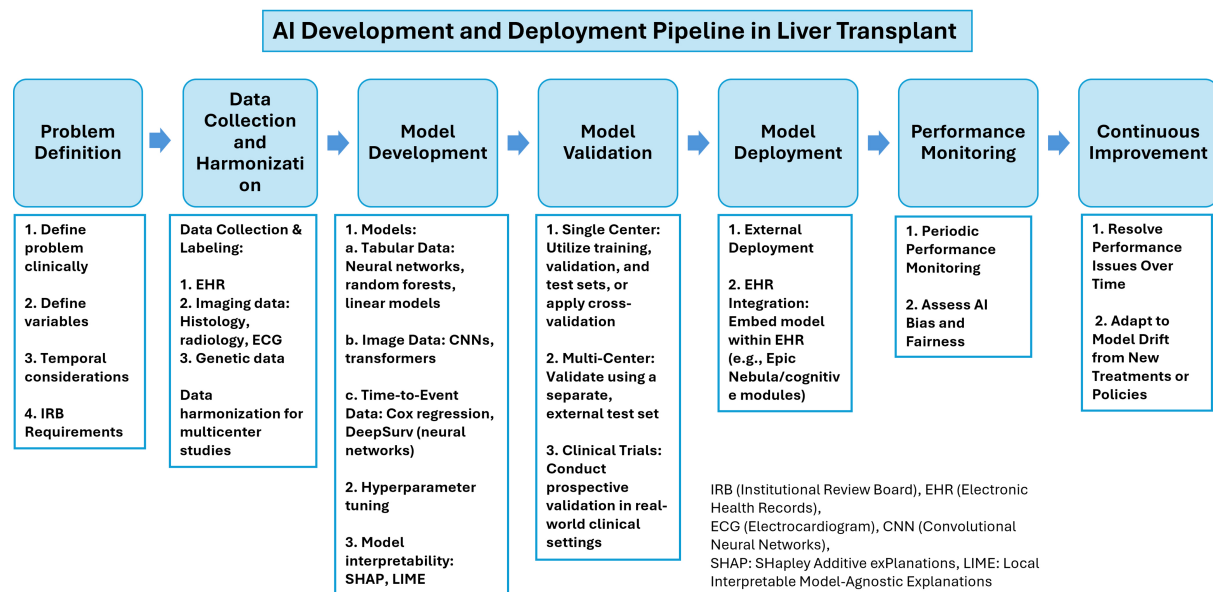 AI Development and Deployment Pipeline in Liver Transplant
Problem
Definition
Data
Collection
and
Harmonizati
on
Model
Development
Model
Validation
Model
Deployment
Performance
Monitoring
Continuous
Improvement
1. Define
problem
clinically
2. Define
variables
3. Temporal
considerations
4. IRB
Requirements
Data Collection &
Labeling:
1. EHR
2. Imaging data:
Histology,
radiology, ECG
3. Genetic data
Data
harmonization for
multicenter
studies
1. Models:
a. Tabular Data:
Neural networks,
random forests,
linear models
b. Image Data: CNNs,
transformers
c. Time-to-Event
Data: Cox regression,
DeepSurv (neural
networks)
2. Hyperparameter
tuning
3. Model
interpretability:
SHAP, LIME
1. Single Center:
Utilize training,
validation, and
test sets, or
apply cross-
validation
2. Multi-Center:
Validate using a
separate,
external test set
3. Clinical Trials:
Conduct
prospective
validation in real-
world clinical
settings
1. External
Deployment
2. EHR
Integration:
Embed model
within EHR
(e.g., Epic
Nebula/cognitiv
e modules)
1. Periodic
Performance
Monitoring
2. Assess AI
Bias and
Fairness
1. Resolve
Performance
Issues Over
Time
2. Adapt to
Model Drift
from New
Treatments or
Policies
IRB (Institutional Review Board), EHR (Electronic
Health Records),
ECG (Electrocardiogram), CNN (Convolutional
Neural Networks),
SHAP: SHapley Additive exPlanations, LIME: Local
Interpretable Model-Agnostic Explanations